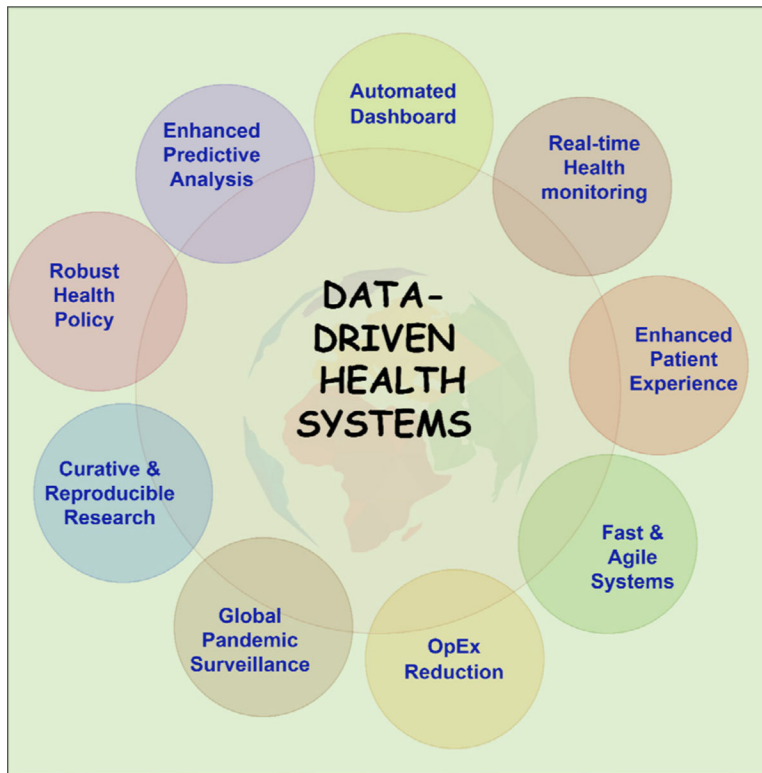 Automated
Dashboard
Real-time
Health
monitoring
Enhanced
Patient
Experience
Fast &
Agile
Systems
OpEx
Reduction
Global
Pandemic
Surveillance
Curative &
Reproducible
Research
Robust
Health
Policy
Enhanced
Predictive
Analysis
DATA-
DRIVEN
HEALTH
SYSTEMS